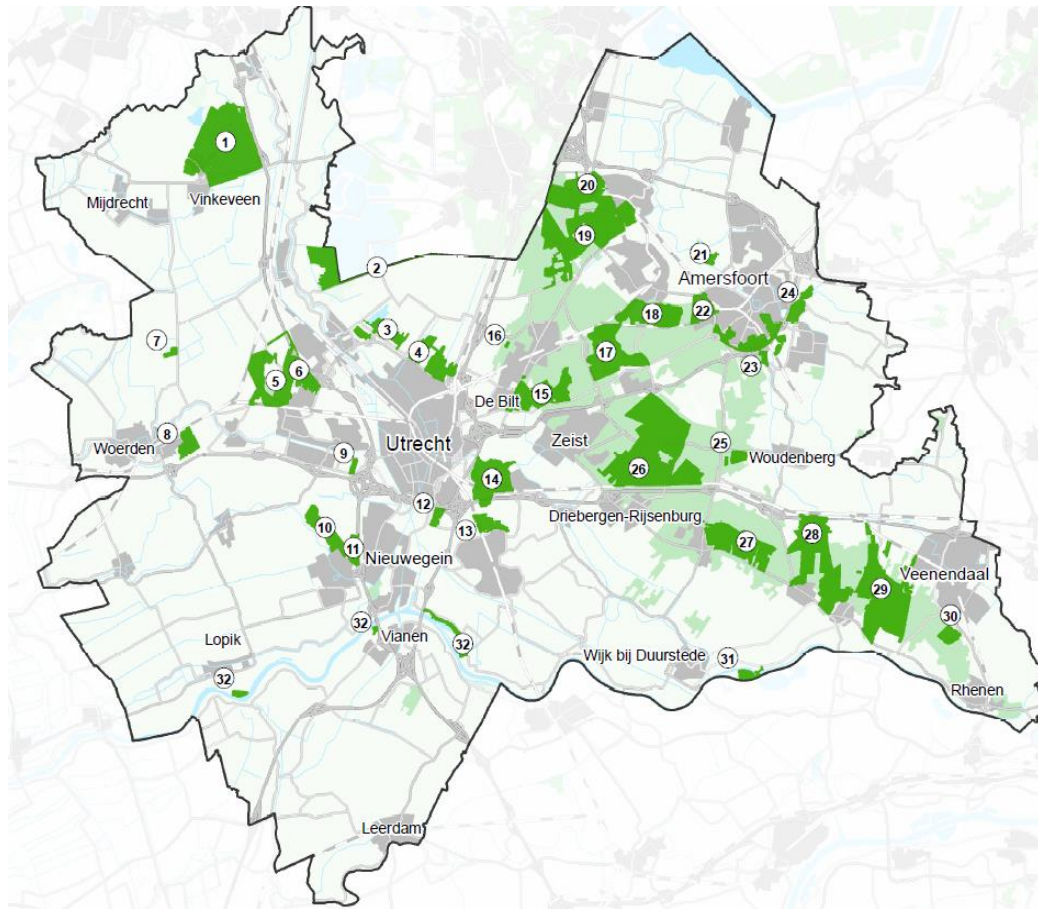 1
Mijdrecht
Vinkeveen
20
19
2
21
Amersfoort
24
3
16
18
22
7
4
17
5
6
23
15
De Bilt
8
Woerden
Utrecht
Zeist
25
9
26
Woudenberg
14
12
10
13
Driebergen-Rijsenburg
28
11
27
Nieuwegein
Veenendaal
29
30
32
Vianen
32
Lopik
Wijk bij Duurstede
31
32
Rhenen
Leerdam